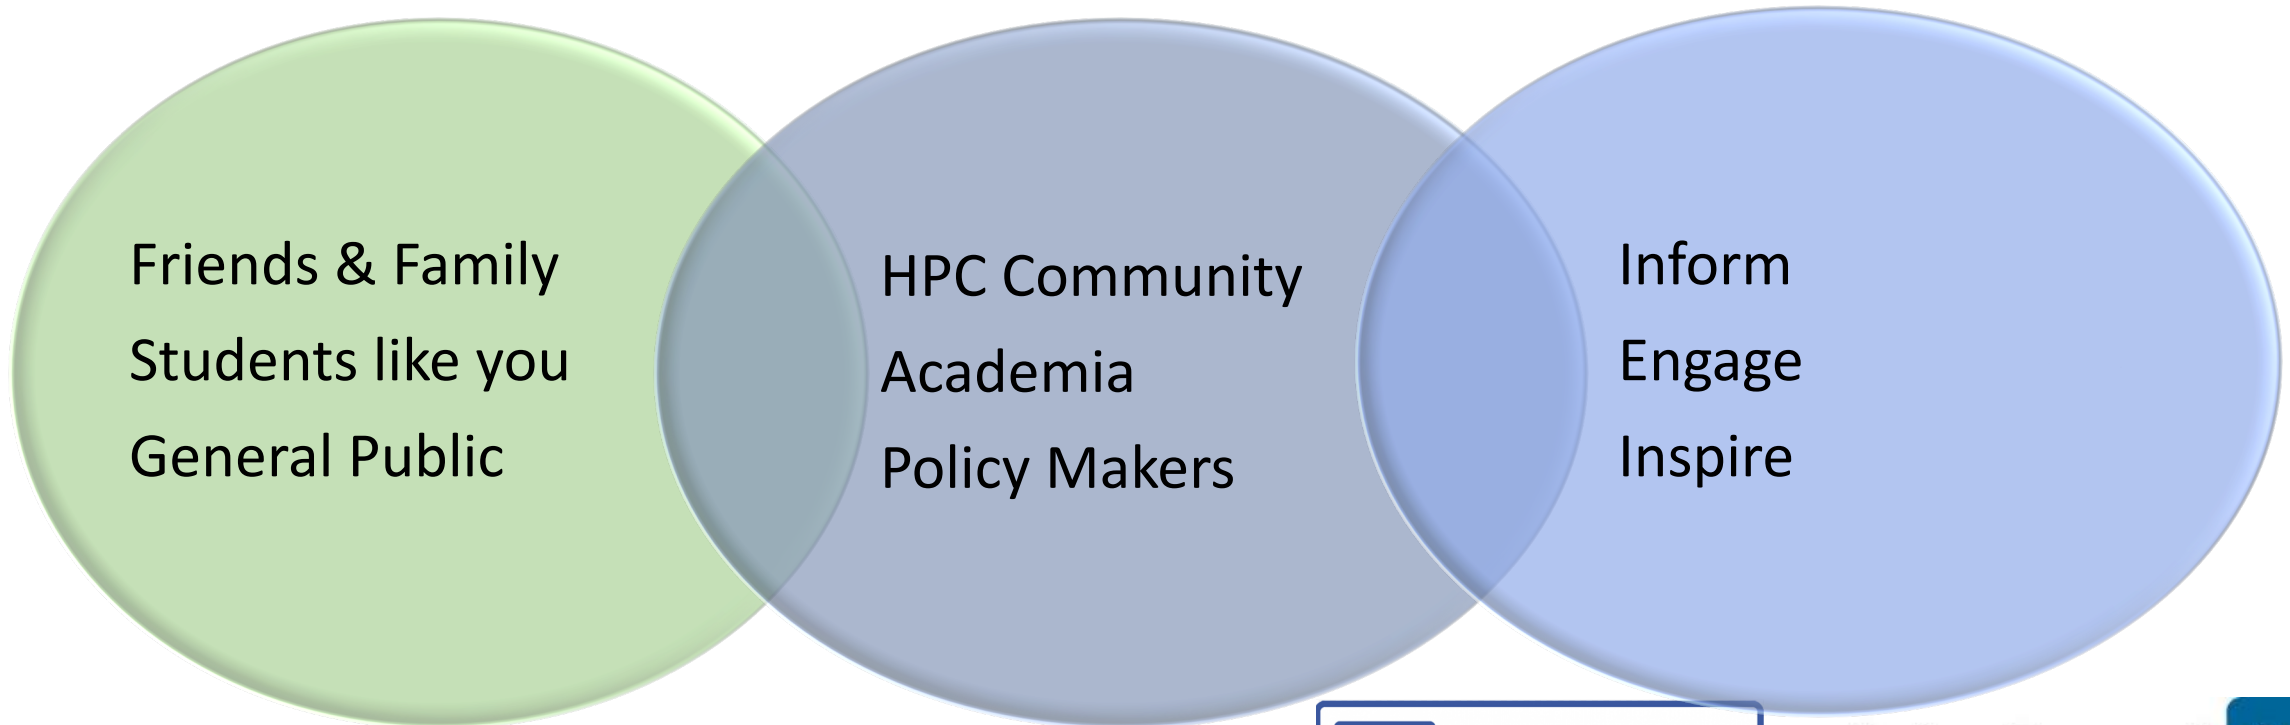 Friends & Family
Students like you
General Public
HPC Community
Academia
Policy Makers
Inform
Engage
Inspire